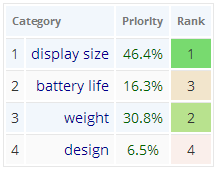 Category Priority Rank
1 display size 46.4% 1
2 battery life 16.3% 3
3 weight 30.8% 2
4 design 6.5% 4